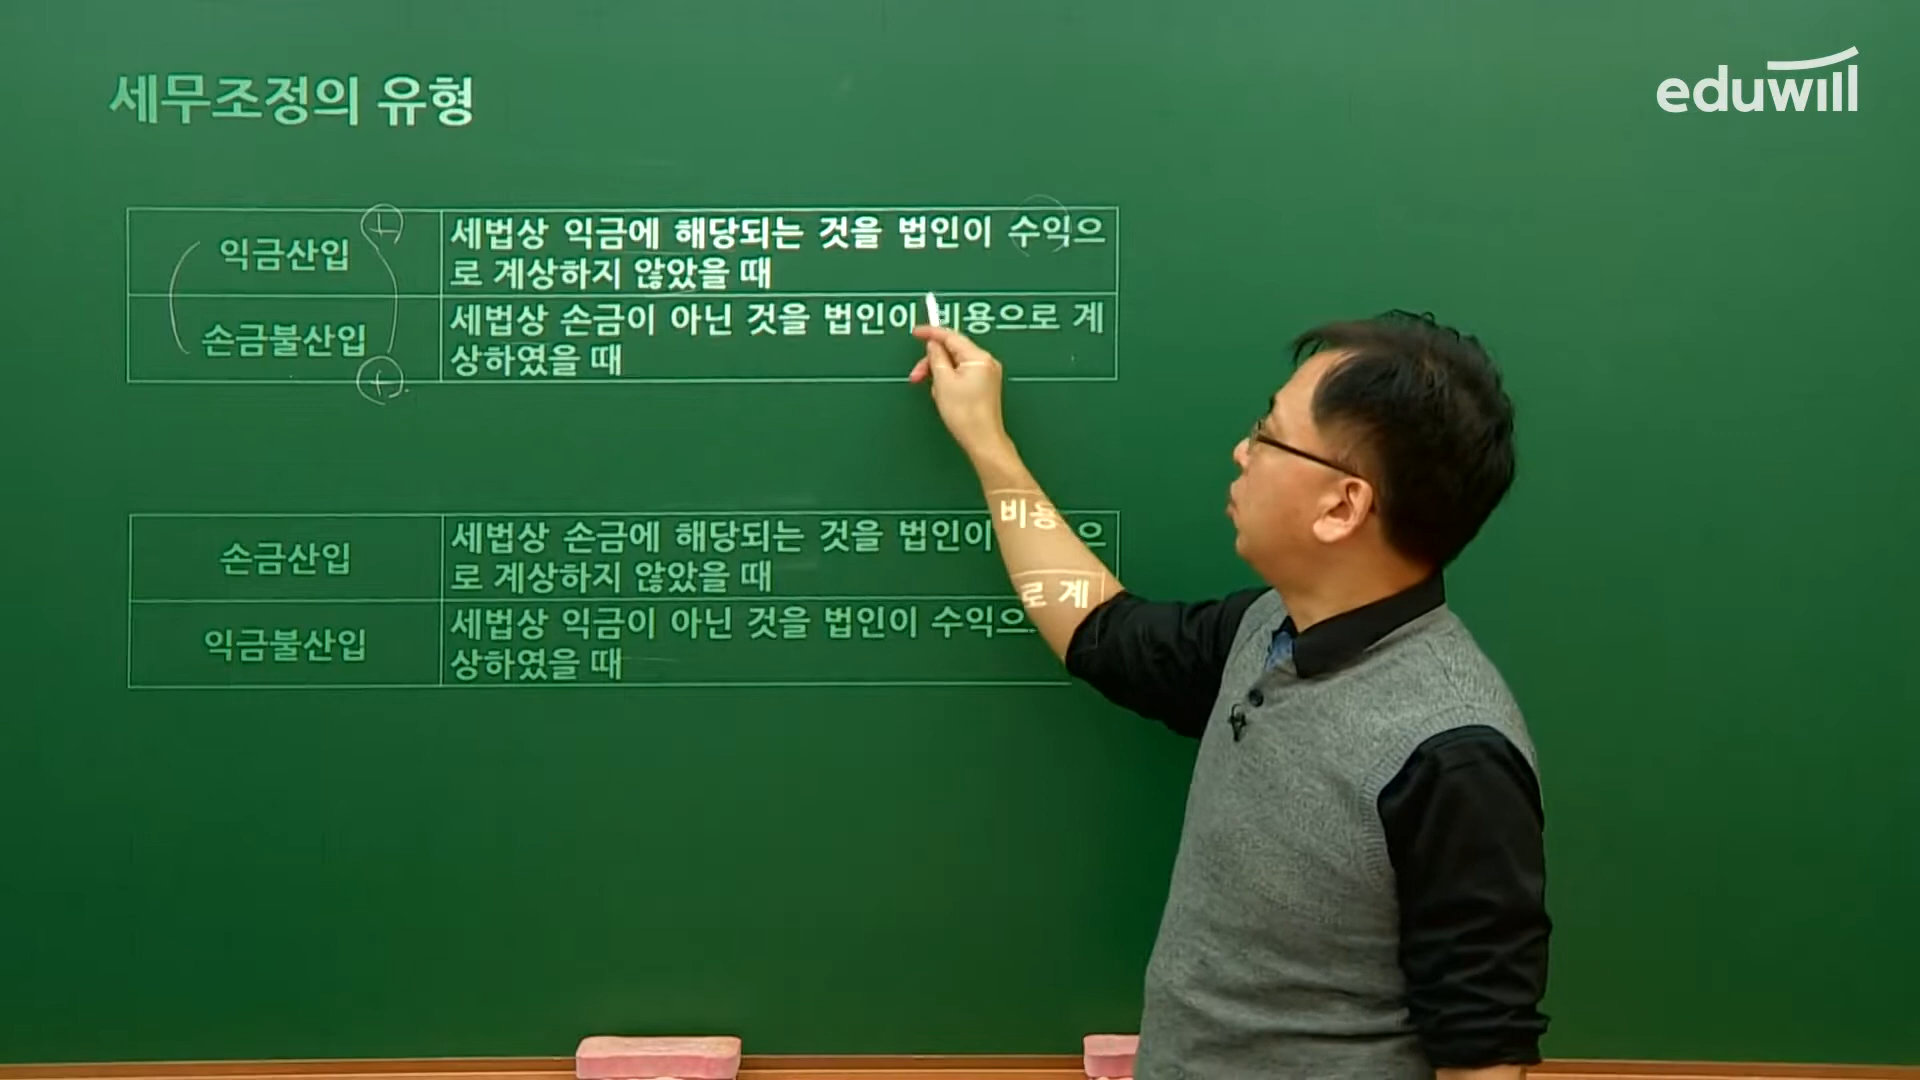 세무조정의 유형
eduwill
익금산입
세법상 익금에 해당되는 것을 법인이 수익으
로 계상하지 않았을 때
손금불산입
세법상 손금이 아닌 것을 법인이 비용으로 계
상하였을 때
손금산입
세법상 손금에 해당되는 것을 법인이 비용으
로 계상하지 않았을 때
익금불산입
세법상 익금이 아닌 것을 법인이 수익으로 계
상하였을 때